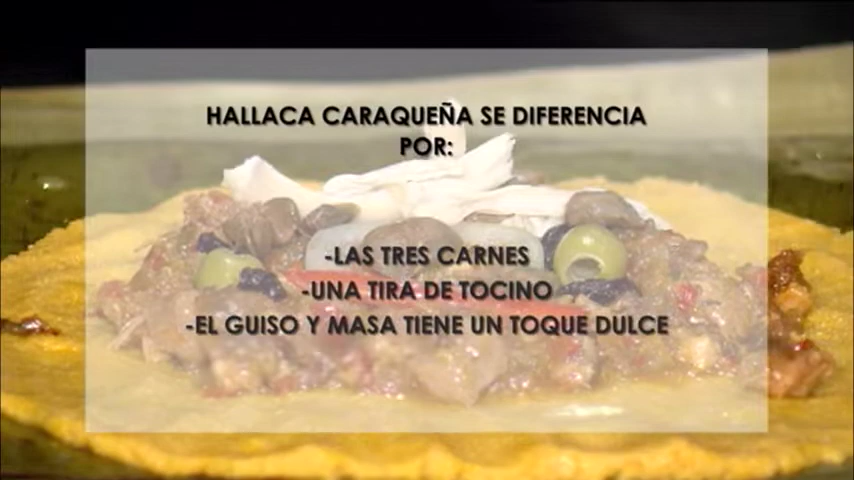 HALLACA CARAQUEÑA SE DIFERENCIA
POR:
-LAS TRES CARNES
-UNA TIRA DE TOCINO
-EL GUISO Y MASA TIENE UN TOQUE DULCE